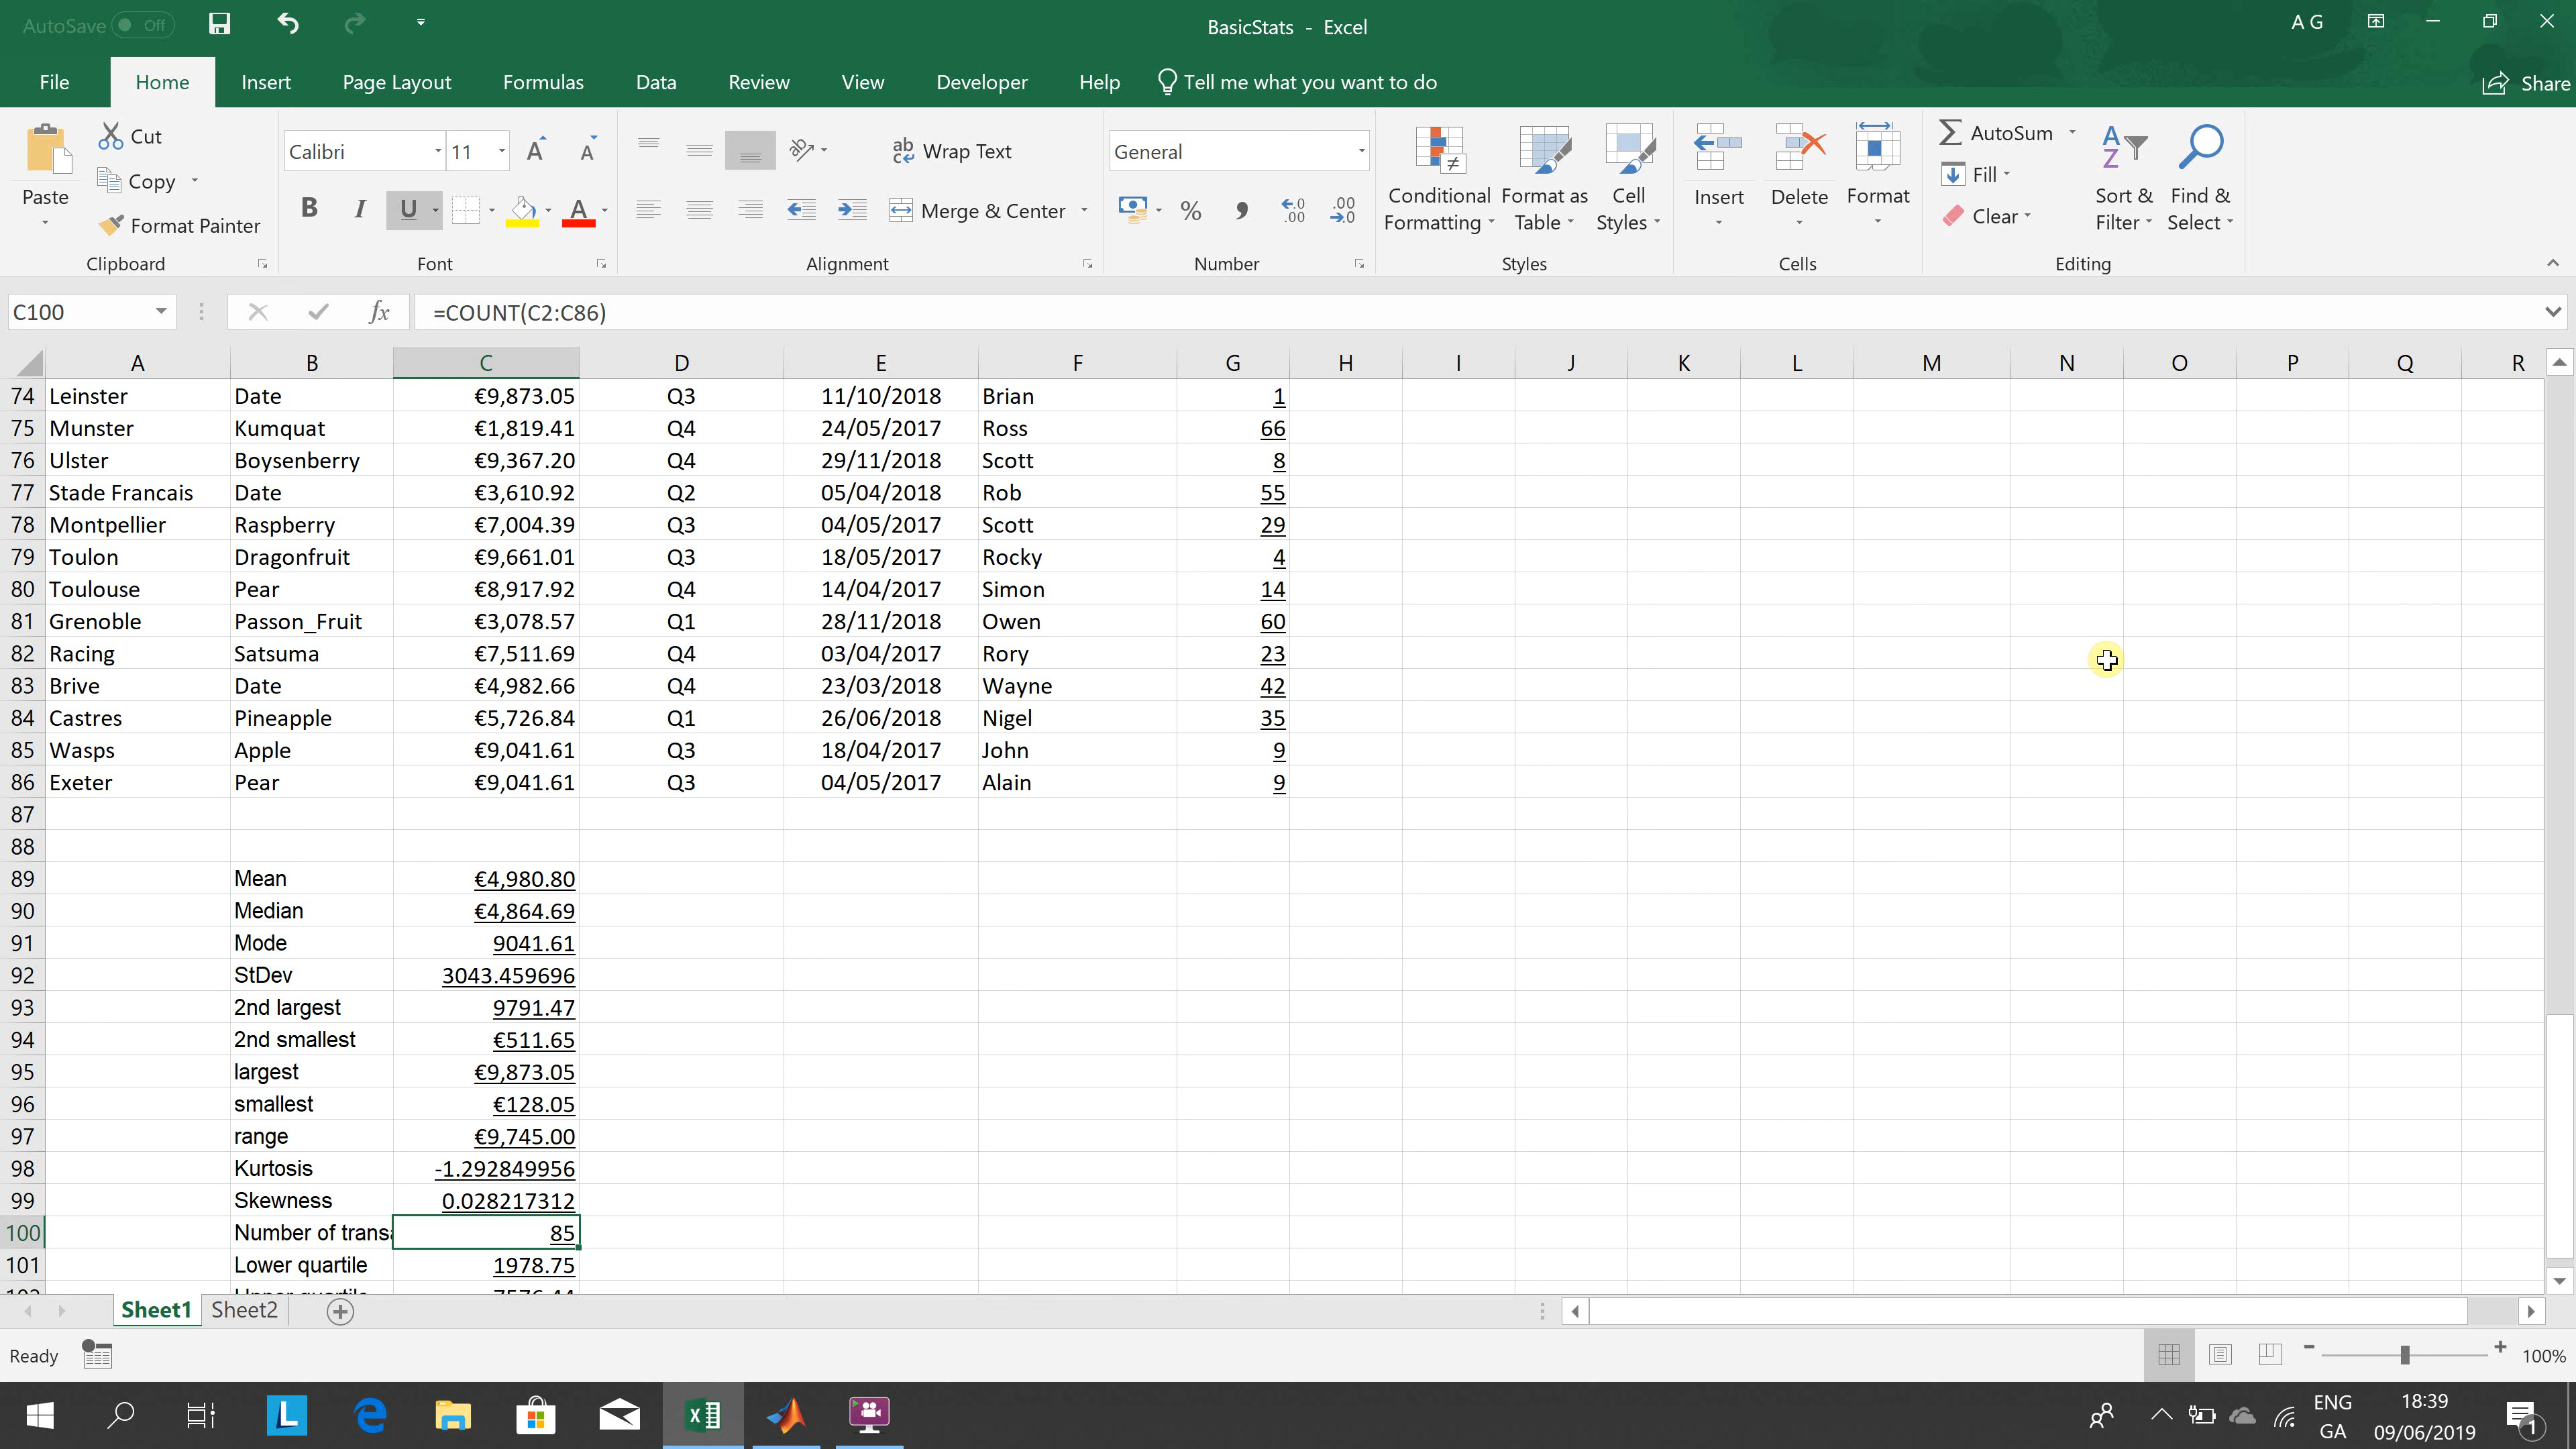 AutoSave Off
BasicStats - Excel
A G
File Home Insert Page Layout Formulas Data Review View Developer Help Tell me what you want to do Share
Paste
Cut
Copy
Format Painter
Clipboard
Calibri 11
B I U A
Font
Wrap Text
Merge & Center
Alignment
General
Number
Conditional Formatting
Format as Table
Cell Styles
Styles
Insert
Delete
Format
Cells
AutoSum
Fill
Clear
Sort & Filter
Find & Select
Editing
C100 fx =COUNT(C2:C86)
A B C D E F G H I J K L M N O P Q R
74 Leinster Date €9,873.05 Q3 11/10/2018 Brian 1
75 Munster Kumquat €1,819.41 Q4 24/05/2017 Ross 66
76 Ulster Boysenberry €9,367.20 Q4 29/11/2018 Scott 8
77 Stade Francais Date €3,610.92 Q2 05/04/2018 Rob 55
78 Montpellier Raspberry €7,004.39 Q3 04/05/2017 Scott 29
79 Toulon Dragonfruit €9,661.01 Q3 18/05/2017 Rocky 4
80 Toulouse Pear €8,917.92 Q4 14/04/2017 Simon 14
81 Grenoble Passon_Fruit €3,078.57 Q1 28/11/2018 Owen 60
82 Racing Satsuma €7,511.69 Q4 03/04/2017 Rory 23
83 Brive Date €4,982.66 Q4 23/03/2018 Wayne 42
84 Castres Pineapple €5,726.84 Q1 26/06/2018 Nigel 35
85 Wasps Apple €9,041.61 Q3 18/04/2017 John 9
86 Exeter Pear €9,041.61 Q3 04/05/2017 Alain 9
87
88
89 Mean €4,980.80
90 Median €4,864.69
91 Mode 9041.61
92 StDev 3043.459696
93 2nd largest 9791.47
94 2nd smallest €511.65
95 largest €9,873.05
96 smallest €128.05
97 range €9,745.00
98 Kurtosis -1.292849956
99 Skewness 0.028217312
100 Number of trans 85
101 Lower quartile 1978.75
Sheet1 Sheet2
Ready 100%
ENG 18:39
GA 09/06/2019 1